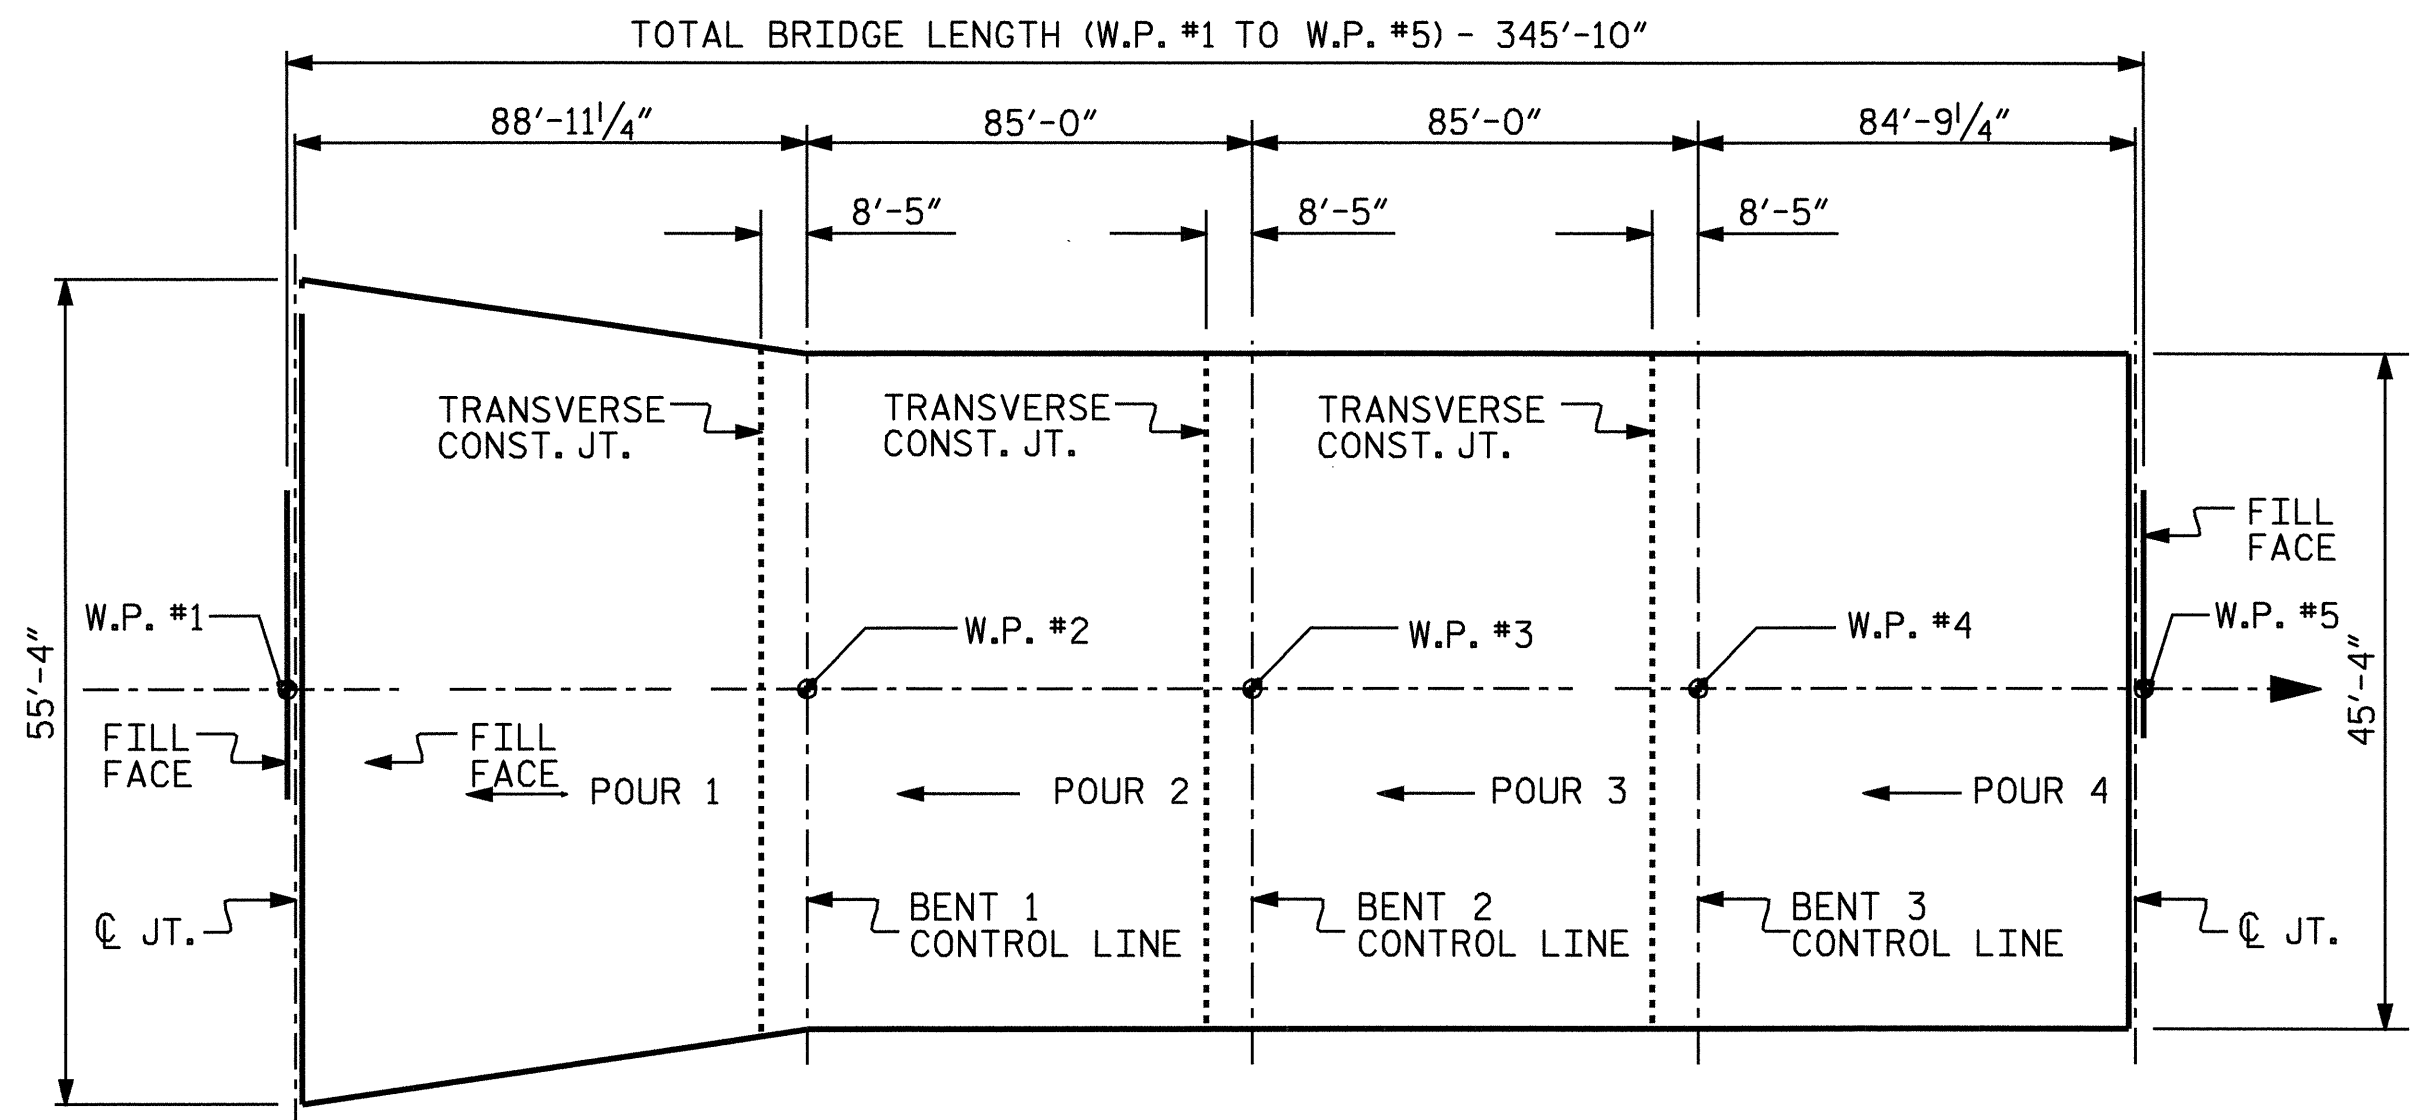 TOTAL BRIDGE LENGTH (W.P. #1 TO W.P. #5) - 345'-10"
88'-11 1/4"
85'-0"
85'-0"
84'-9 1/4"
8'-5"
8'-5"
8'-5"
TRANSVERSE
CONST. JT.
TRANSVERSE
CONST. JT.
TRANSVERSE
CONST. JT.
FILL
FACE
W.P. #1
W.P. #2
W.P. #3
W.P. #4
W.P. #5
55'-4"
45'-4"
FILL
FACE
FILL
FACE
POUR 1
POUR 2
POUR 3
POUR 4
℄ JT.
BENT 1
CONTROL LINE
BENT 2
CONTROL LINE
BENT 3
CONTROL LINE
℄ JT.